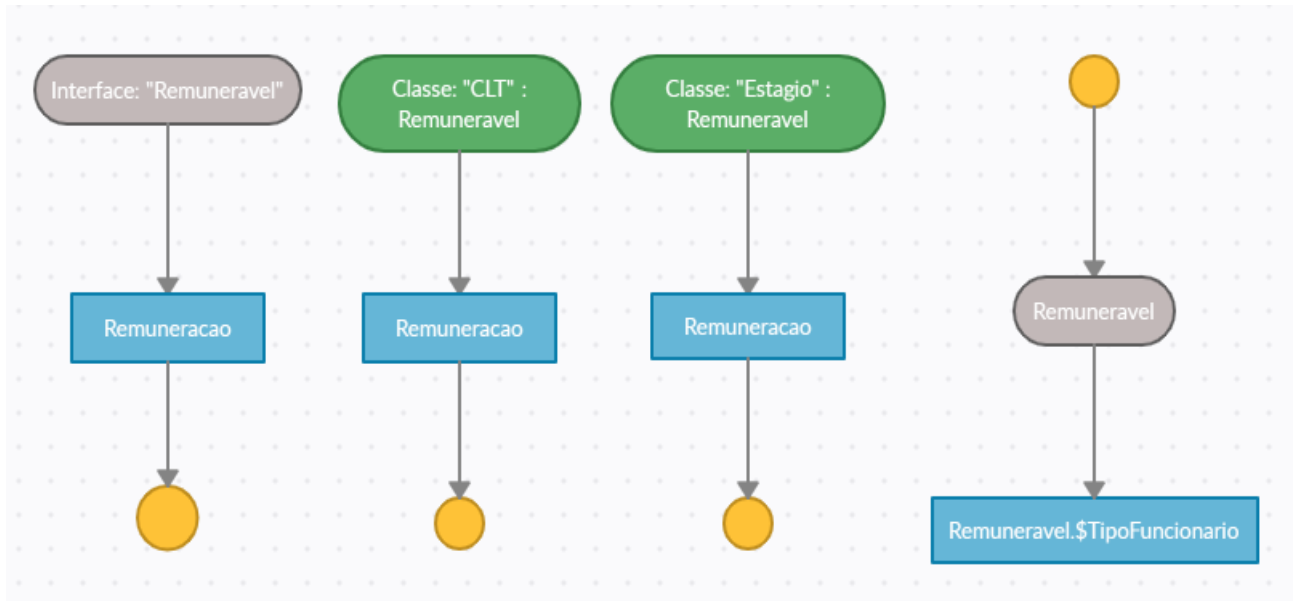 Interface: "Remuneravel"
Classe: "CLT" :
Remuneravel
Classe: "Estagio" :
Remuneravel
Remuneravel
Remuneracao
Remuneracao
Remuneracao
Remuneravel.$TipoFuncionario